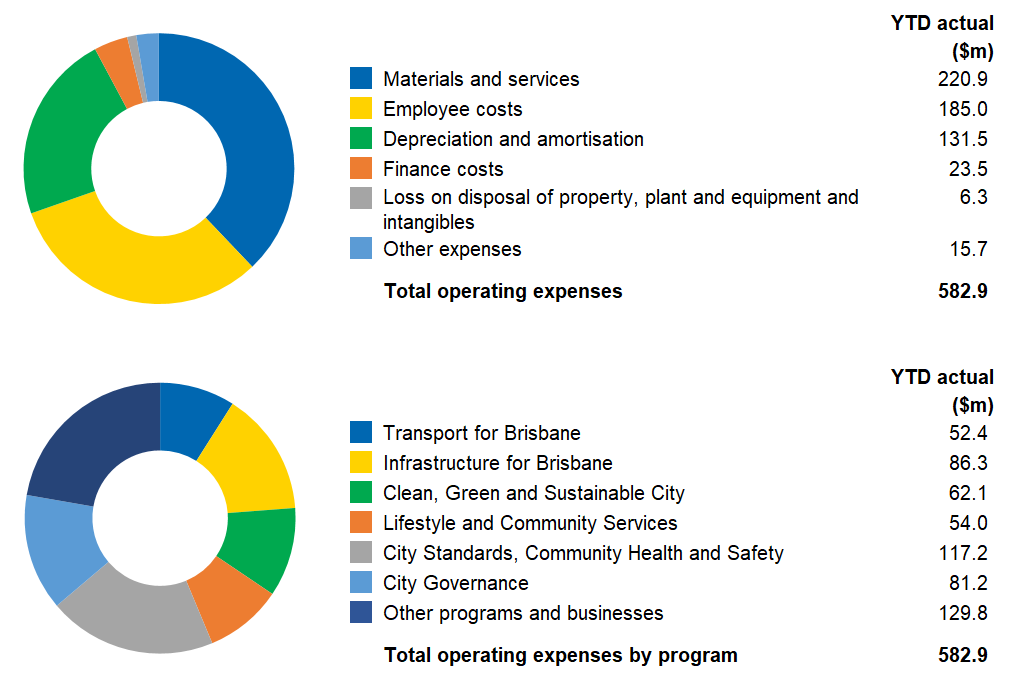 YTD actual
($m)
Materials and services 220.9
Employee costs 185.0
Depreciation and amortisation 131.5
Finance costs 23.5
Loss on disposal of property, plant and equipment and 6.3
intangibles
Other expenses 15.7
Total operating expenses 582.9
YTD actual
($m)
Transport for Brisbane 52.4
Infrastructure for Brisbane 86.3
Clean, Green and Sustainable City 62.1
Lifestyle and Community Services 54.0
City Standards, Community Health and Safety 117.2
City Governance 81.2
Other programs and businesses 129.8
Total operating expenses by program 582.9